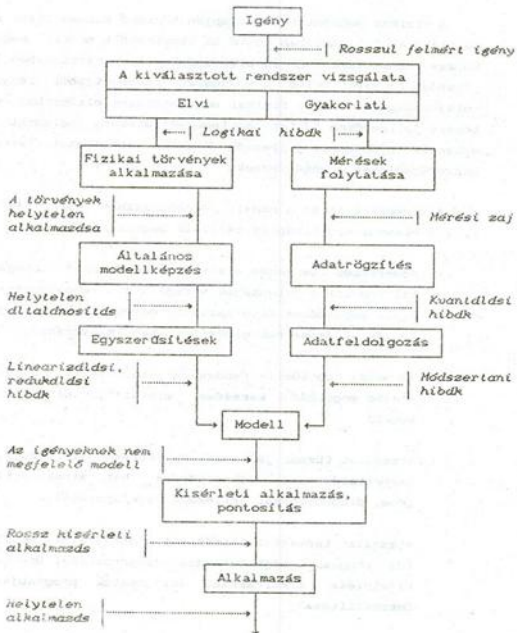 Igény
Rosszul felmért igény
A kiválasztott rendszer vizsgálata
Elvi
Gyakorlati
Logikai hibák
Fizikai törvények
alkalmazása
Mérések
folytatása
A törvények
helytelen
alkalmazása
Mérési zaj
Általános
modellképzés
Adatrögzítés
Helytelen
általánosítás
Kvantálási
hibák
Egyszerűsítések
Adatfeldolgozás
Linearizálási,
redukálási
hibák
Módszertani
hibák
Modell
Az igényeknek nem
megfelelő modell
Kisérleti alkalmazás,
pontosítás
Rossz kisérleti
alkalmazás
Alkalmazás
Helytelen
alkalmazás